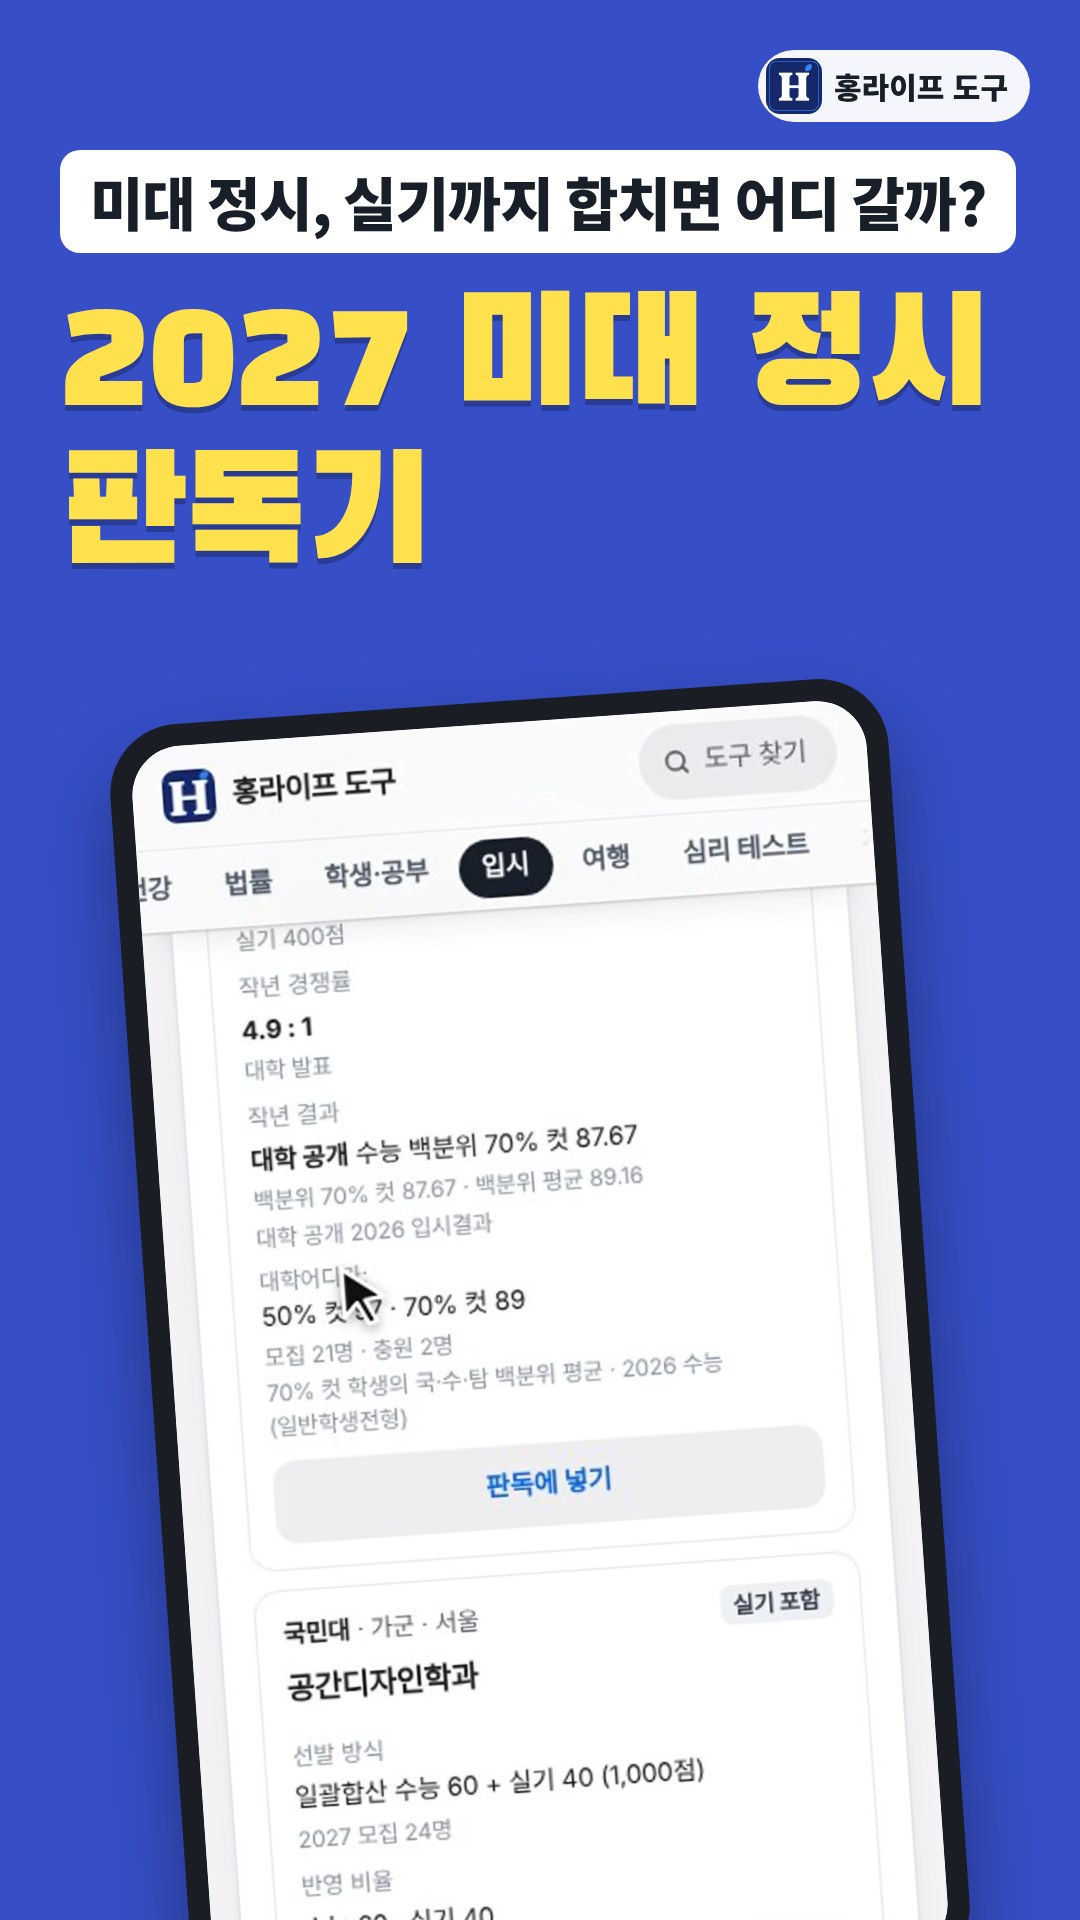 홍라이프 도구
미대 정시, 실기까지 합치면 어디 갈까?
2027 미대 정시
판독기
홍라이프 도구
도구 찾기
법률 학생·공부 입시 여행 심리 테스트
실기 400점
작년 경쟁률
4.9 : 1
대학 발표
작년 결과
대학 공개 수능 백분위 70% 컷 87.67
백분위 70% 컷 87.67 · 백분위 평균 89.16
대학 공개 2026 입시결과
50% 컷 · 70% 컷 89
모집 21명 · 충원 2명
70% 컷 학생의 국·수·탐 백분위 평균 · 2026 수능
(일반학생전형)
판독에 넣기
국민대 · 가군 · 서울
실기 포함
공간디자인학과
선발 방식
일괄합산 수능 60 + 실기 40 (1,000점)
2027 모집 24명
반영 비율
실기 40